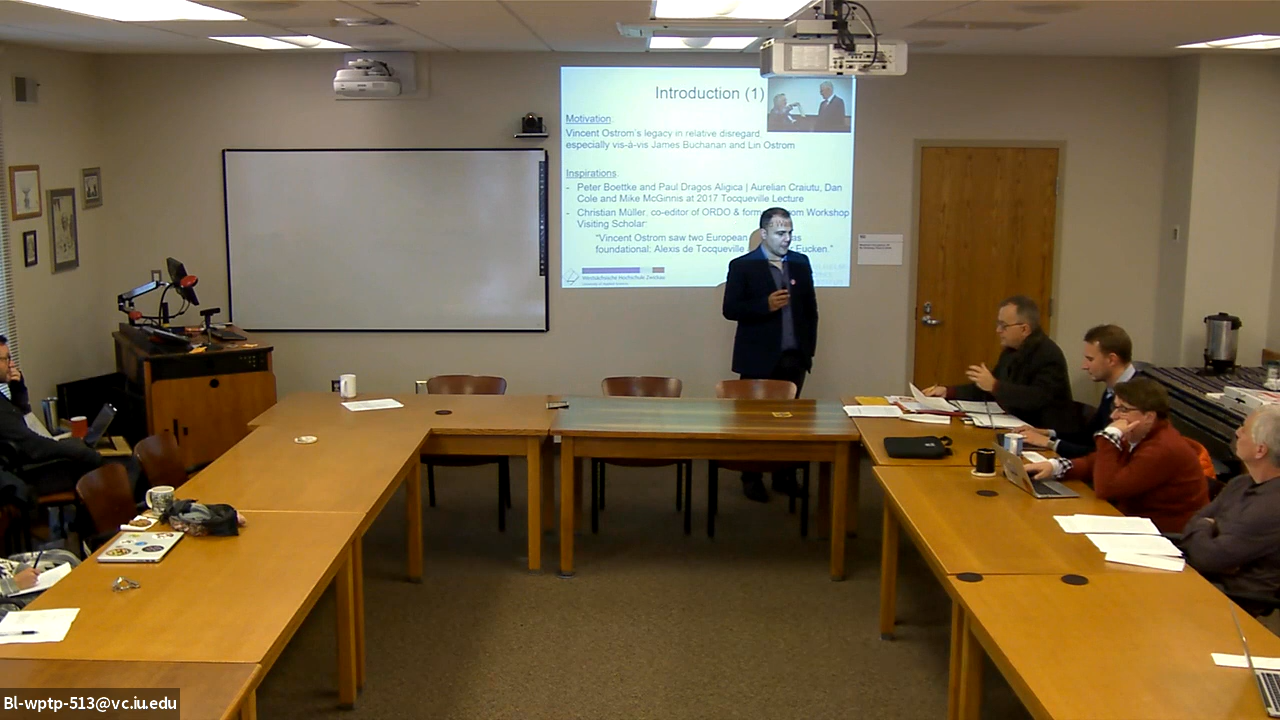 Introduction (1)
Motivation:
Vincent Ostrom's legacy in relative disregard,
especially vis-à-vis James Buchanan and Lin Ostrom
Inspirations:
- Peter Boettke and Paul Dragos Aligica | Aurelian Craiutu, Dan
Cole and Mike McGinnis at 2017 Tocqueville Lecture
- Christian Müller, co-editor of ORDO & Workshop
Visiting Scholar:
"Vincent Ostrom saw two European as
foundational: Alexis de Tocqueville Eucken."
Westsächsische Hochschule Zwickau
Bl-wptp-513@vc.iu.edu